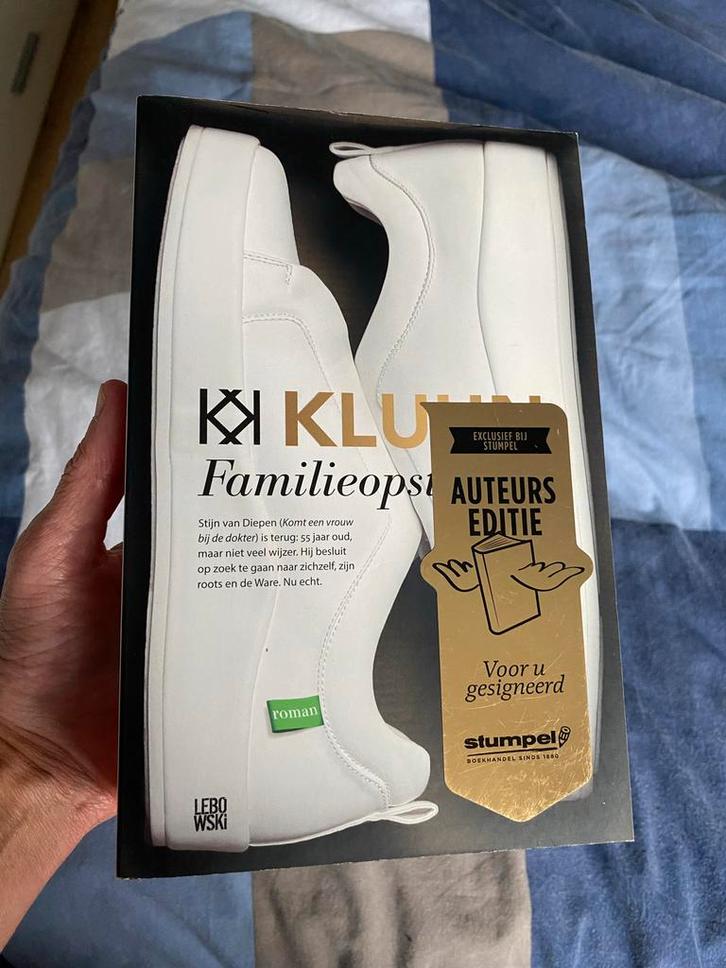 KLUUN
Familieops
Stijn van Diepen (Komt een vrouw
bij de dokter) is terug: 55 jaar oud,
maar niet veel wijzer. Hij besluit
op zoek te gaan naar zichzelf, zijn
roots en de Ware. Nu echt.
roman
LEBO
WSKi
EXCLUSIEF BIJ
STUMPEL
AUTEURS
EDITIE
Voor u
gesigneerd
stumpel
BOEKHANDEL SINDS 1880